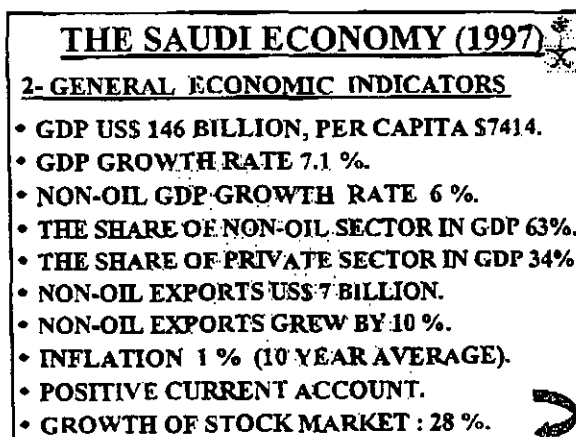 THE SAUDI ECONOMY (1997)
2- GENERAL ECONOMIC INDICATORS
• GDP US$ 146 BILLION, PER CAPITA $7414.
• GDP GROWTH RATE 7.1 %.
• NON-OIL GDP GROWTH RATE 6 %.
• THE SHARE OF NON-OIL SECTOR IN GDP 63%.
• THE SHARE OF PRIVATE SECTOR IN GDP 34%
• NON-OIL EXPORTS US$ 7 BILLION.
• NON-OIL EXPORTS GREW BY 10 %.
• INFLATION 1 % (10 YEAR AVERAGE).
• POSITIVE CURRENT ACCOUNT.
• GROWTH OF STOCK MARKET : 28 %.